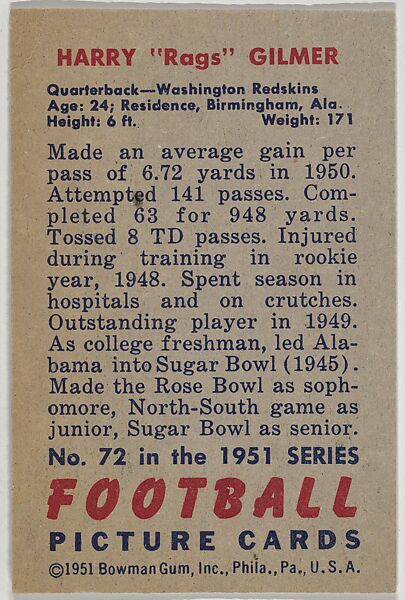 HARRY "Rags" GILMER
Quarterback—Washington Redskins
Age: 24; Residence, Birmingham, Ala.
Height: 6 ft. Weight: 171
Made an average gain per
pass of 6.72 yards in 1950.
Attempted 141 passes. Com-
pleted 63 for 948 yards.
Tossed 8 TD passes. Injured
during training in rookie
year, 1948. Spent season in
hospitals and on crutches.
Outstanding player in 1949.
As college freshman, led Ala-
bama into Sugar Bowl (1945).
Made the Rose Bowl as soph-
omore, North-South game as
junior, Sugar Bowl as senior.
No. 72 in the 1951 SERIES
FOOTBALL
PICTURE CARDS
©1951 Bowman Gum, Inc., Phila., Pa., U. S. A.